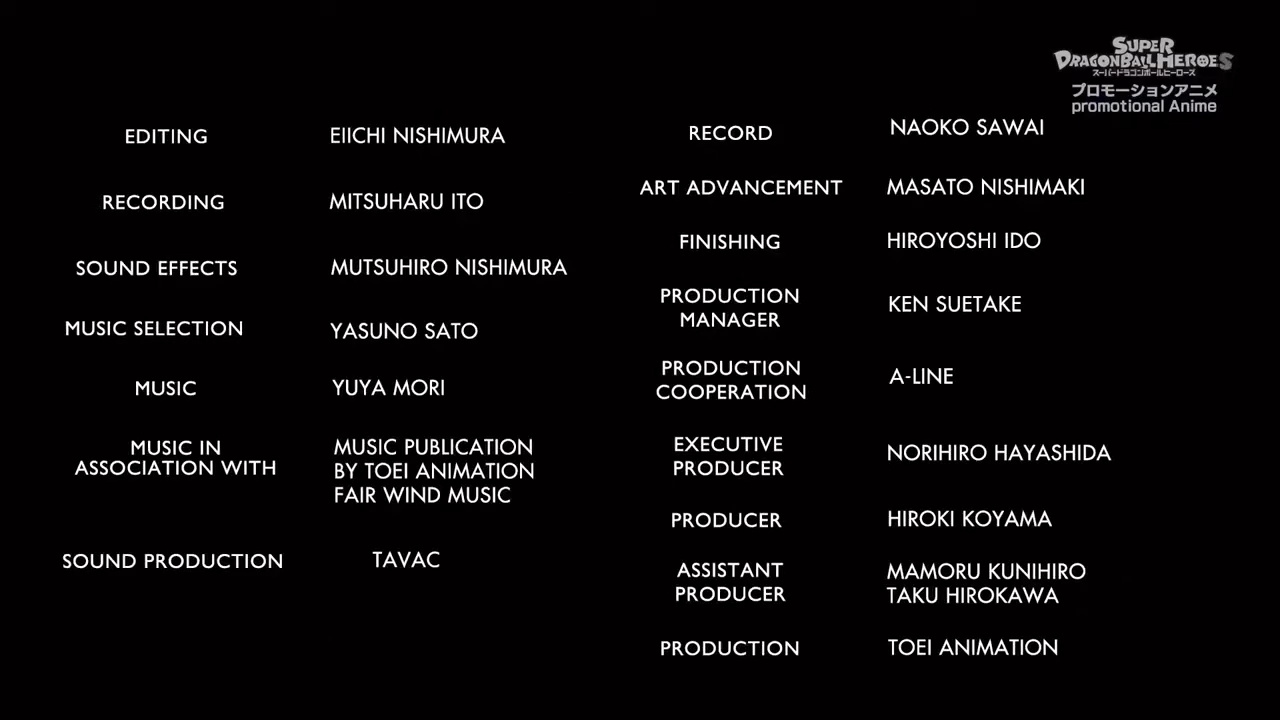 SUPER
DRAGONBALL HEROES
スーパードラゴンボールヒーローズ
プロモーションアニメ
promotional Anime
EDITING EIICHI NISHIMURA
RECORDING MITSUHARU ITO
SOUND EFFECTS MUTSUHIRO NISHIMURA
MUSIC SELECTION YASUNO SATO
MUSIC YUYA MORI
MUSIC IN
ASSOCIATION WITH
MUSIC PUBLICATION
BY TOEI ANIMATION
FAIR WIND MUSIC
SOUND PRODUCTION TAVAC
RECORD NAOKO SAWAI
ART ADVANCEMENT MASATO NISHIMAKI
FINISHING HIROYOSHI IDO
PRODUCTION
MANAGER
KEN SUETAKE
PRODUCTION
COOPERATION
A-LINE
EXECUTIVE
PRODUCER
NORIHIRO HAYASHIDA
PRODUCER HIROKI KOYAMA
ASSISTANT
PRODUCER
MAMORU KUNIHIRO
TAKU HIROKAWA
PRODUCTION TOEI ANIMATION